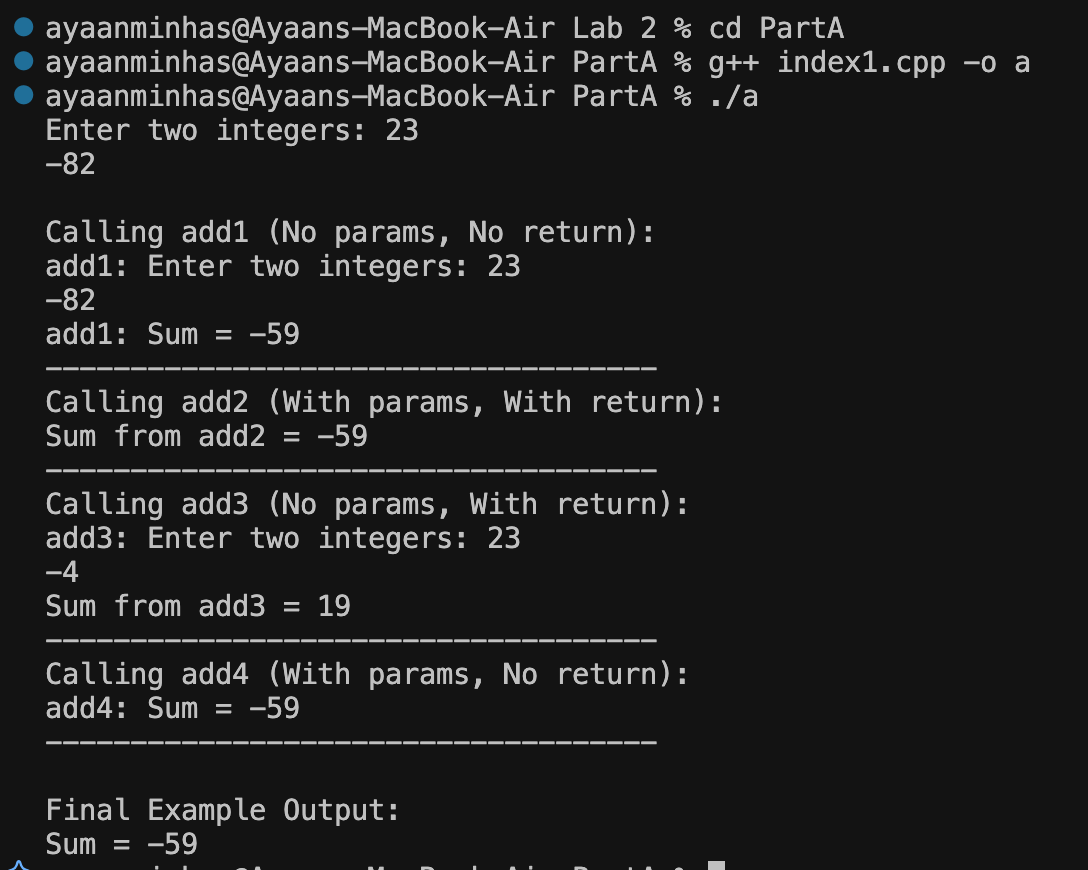 ayaanminhas@Ayaans-MacBook-Air Lab 2 % cd PartA
ayaanminhas@Ayaans-MacBook-Air PartA % g++ index1.cpp -o a
ayaanminhas@Ayaans-MacBook-Air PartA % ./a
Enter two integers: 23
-82
Calling add1 (No params, No return):
add1: Enter two integers: 23
-82
add1: Sum = -59
------------------------------------
Calling add2 (With params, With return):
Sum from add2 = -59
------------------------------------
Calling add3 (No params, With return):
add3: Enter two integers: 23
-4
Sum from add3 = 19
------------------------------------
Calling add4 (With params, No return):
add4: Sum = -59
------------------------------------
Final Example Output:
Sum = -59